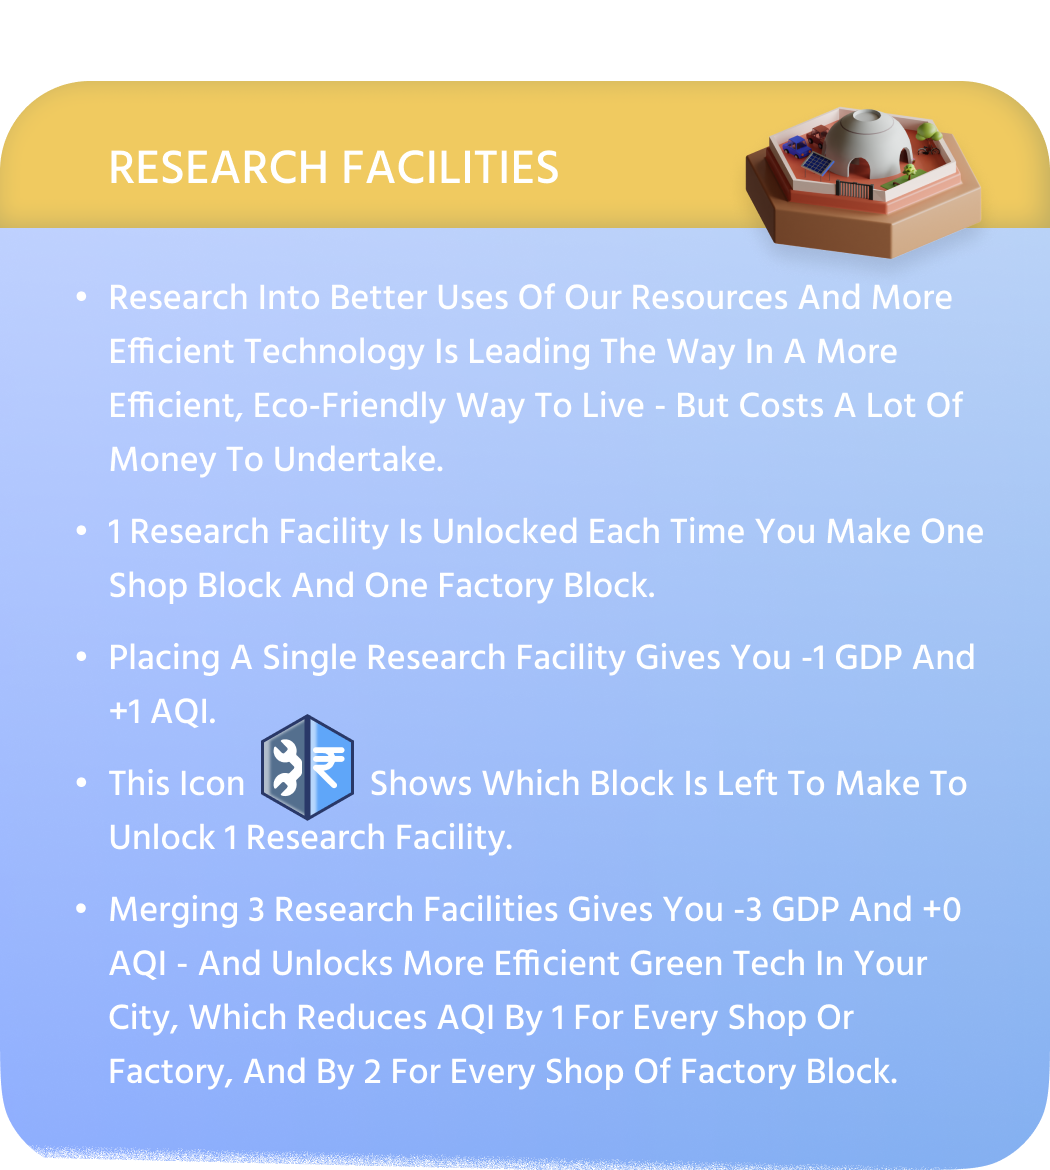 RESEARCH FACILITIES
• Research Into Better Uses Of Our Resources And More
Efficient Technology Is Leading The Way In A More
Efficient, Eco-Friendly Way To Live - But Costs A Lot Of
Money To Undertake.
• 1 Research Facility Is Unlocked Each Time You Make One
Shop Block And One Factory Block.
• Placing A Single Research Facility Gives You -1 GDP And
+1 AQI.
• This Icon ₹ Shows Which Block Is Left To Make To
Unlock 1 Research Facility.
• Merging 3 Research Facilities Gives You -3 GDP And +0
AQI - And Unlocks More Efficient Green Tech In Your
City, Which Reduces AQI By 1 For Every Shop Or
Factory, And By 2 For Every Shop Of Factory Block.